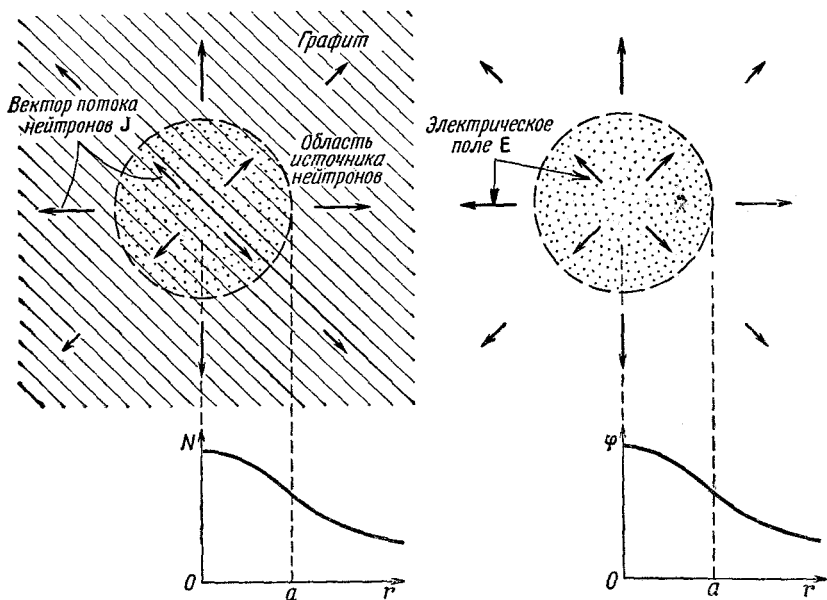 Графит
Вектор потока
нейтронов J
Область
источника
нейтронов
N
0
a
r
Электрическое
поле E
φ
0
a
r